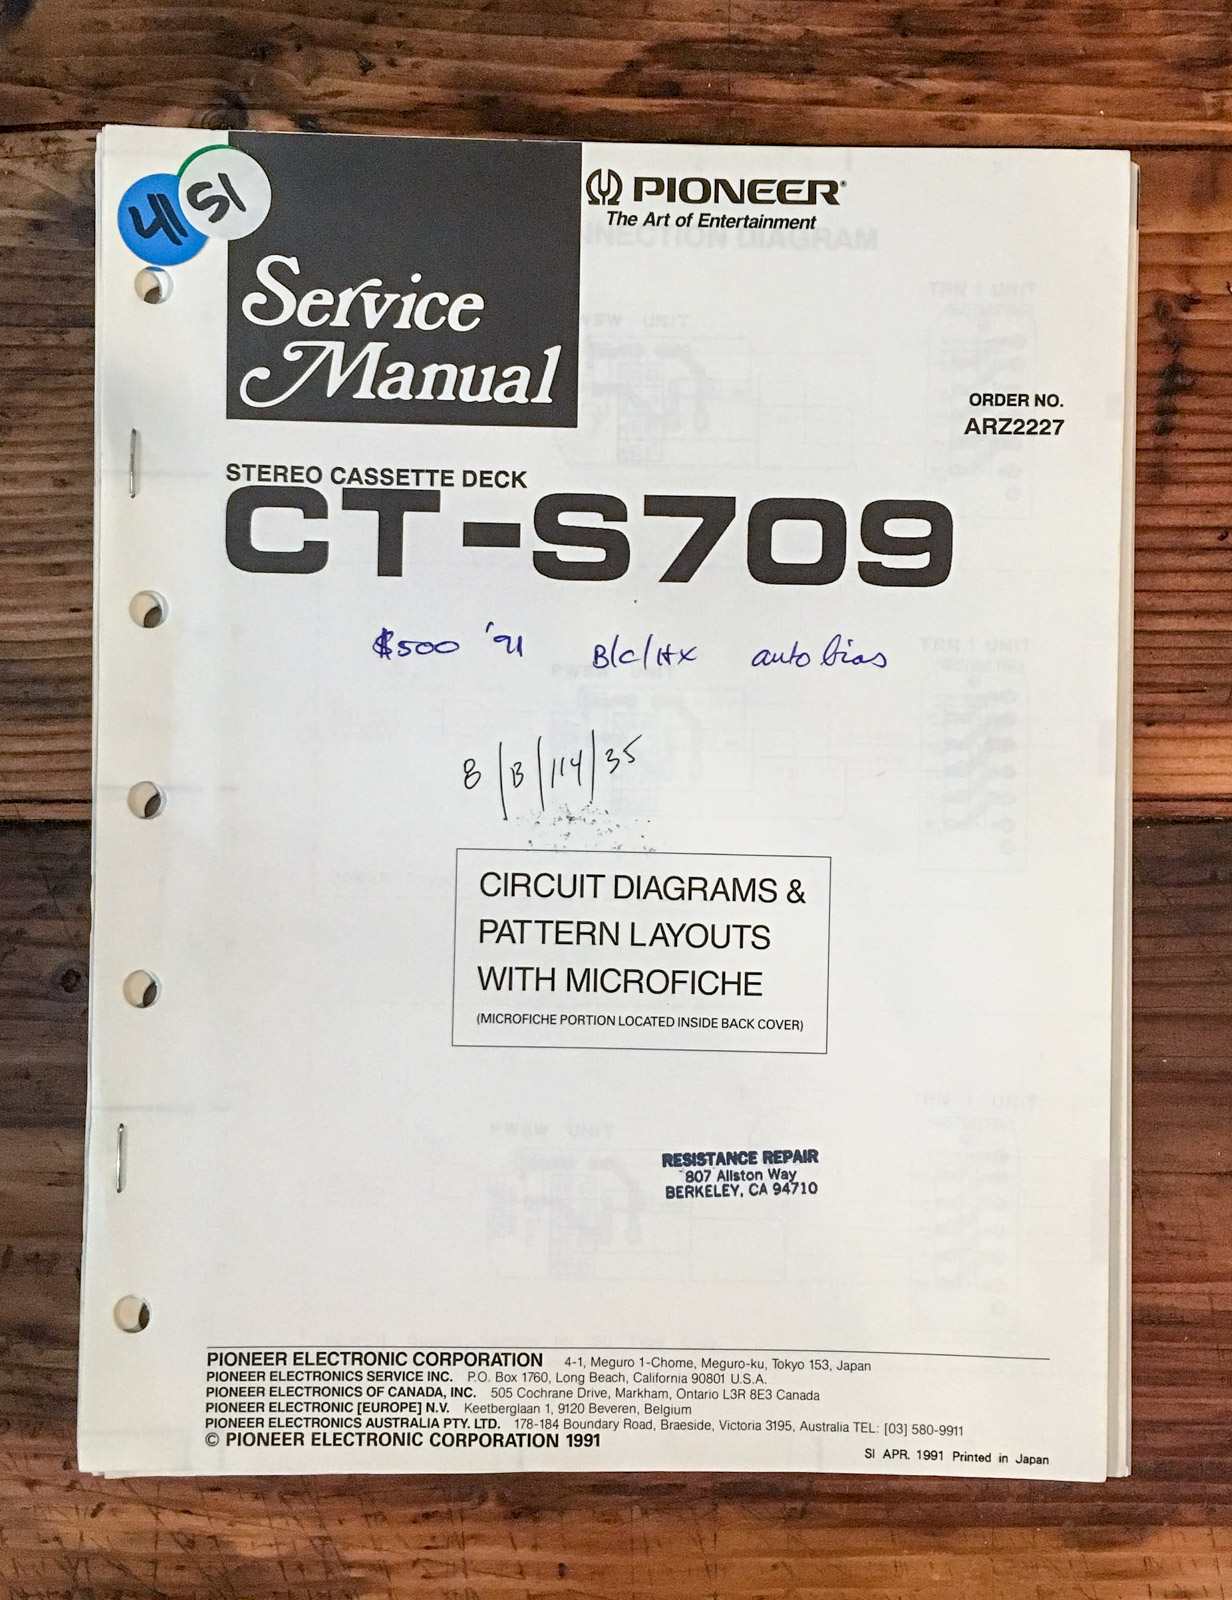 41 SI
PIONEER®
The Art of Entertainment
Service
Manual
ORDER NO.
ARZ2227
STEREO CASSETTE DECK
CT-S709
$500 '91 B/C/HX auto bias
8/B/114/35
CIRCUIT DIAGRAMS &
PATTERN LAYOUTS
WITH MICROFICHE
(MICROFICHE PORTION LOCATED INSIDE BACK COVER)
RESISTANCE REPAIR
807 Allston Way
BERKELEY, CA 94710
PIONEER ELECTRONIC CORPORATION 4-1, Meguro 1-Chome, Meguro-ku, Tokyo 153, Japan
PIONEER ELECTRONICS SERVICE INC. P.O. Box 1760, Long Beach, California 90801 U.S.A.
PIONEER ELECTRONICS OF CANADA, INC. 505 Cochrane Drive, Markham, Ontario L3R 8E3 Canada
PIONEER ELECTRONIC [EUROPE] N.V. Keetberglaan 1, 9120 Beveren, Belgium
PIONEER ELECTRONICS AUSTRALIA PTY. LTD. 178-184 Boundary Road, Braeside, Victoria 3195, Australia TEL: [03] 580-9911
© PIONEER ELECTRONIC CORPORATION 1991
SI APR. 1991 Printed in Japan